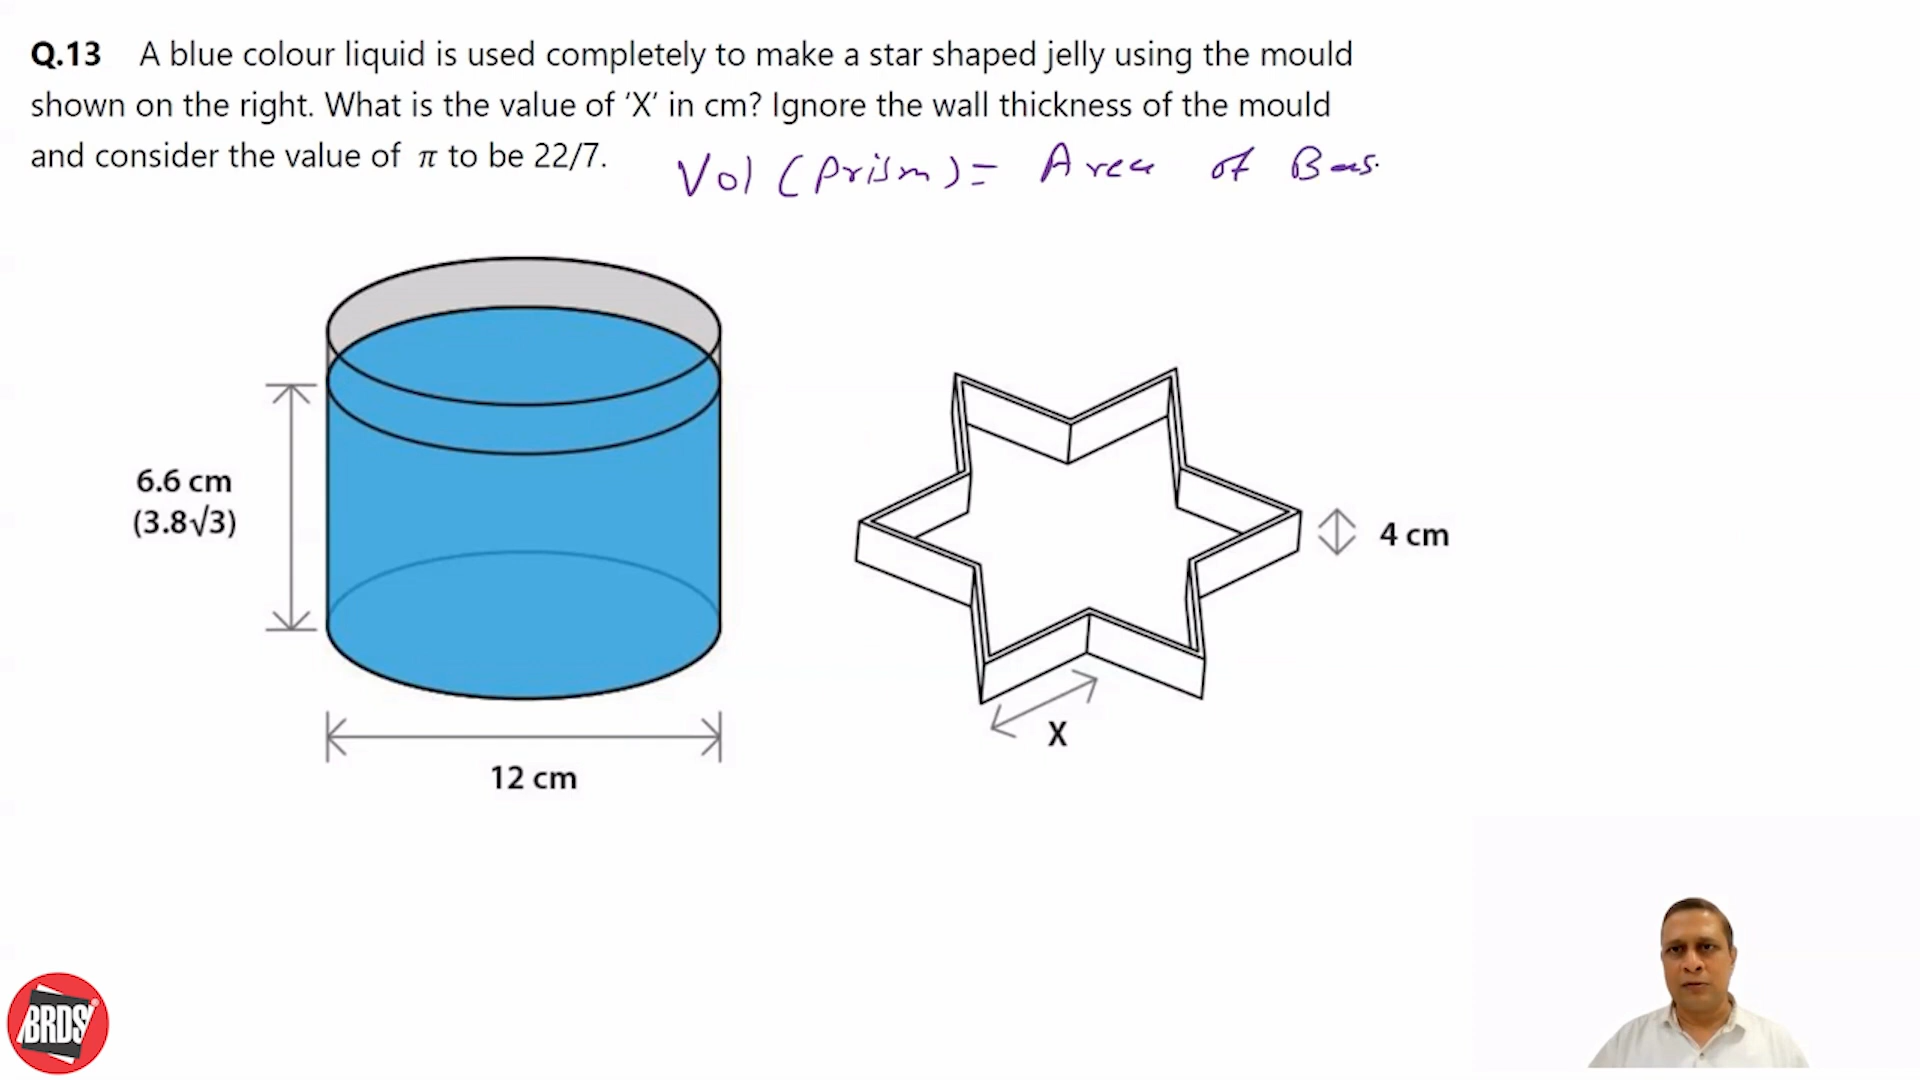 Q.13 A blue colour liquid is used completely to make a star shaped jelly using the mould
shown on the right. What is the value of ‘X’ in cm? Ignore the wall thickness of the mould
and consider the value of π to be 22/7.
Vol (Prism) = Area of Bas
6.6 cm
(3.8√3)
4 cm
X
12 cm
BRDS®